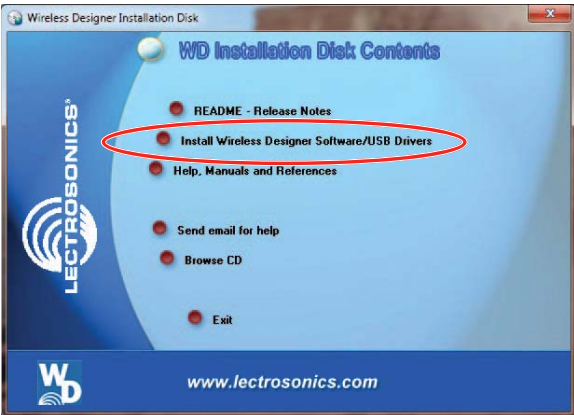 Wireless Designer Installation Disk
WD Installation Disk Contents
README - Release Notes
Install Wireless Designer Software/USB Drivers
Help, Manuals and References
Send email for help
Browse CD
Exit
LECTROSONICS®
WD
www.lectrosonics.com